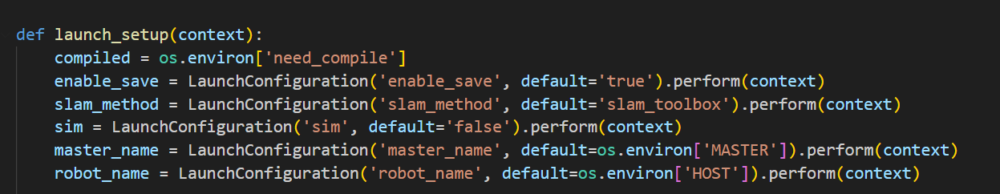 def launch_setup(context):
    compiled = os.environ['need_compile']
    enable_save = LaunchConfiguration('enable_save', default='true').perform(context)
    slam_method = LaunchConfiguration('slam_method', default='slam_toolbox').perform(context)
    sim = LaunchConfiguration('sim', default='false').perform(context)
    master_name = LaunchConfiguration('master_name', default=os.environ['MASTER']).perform(context)
    robot_name = LaunchConfiguration('robot_name', default=os.environ['HOST']).perform(context)